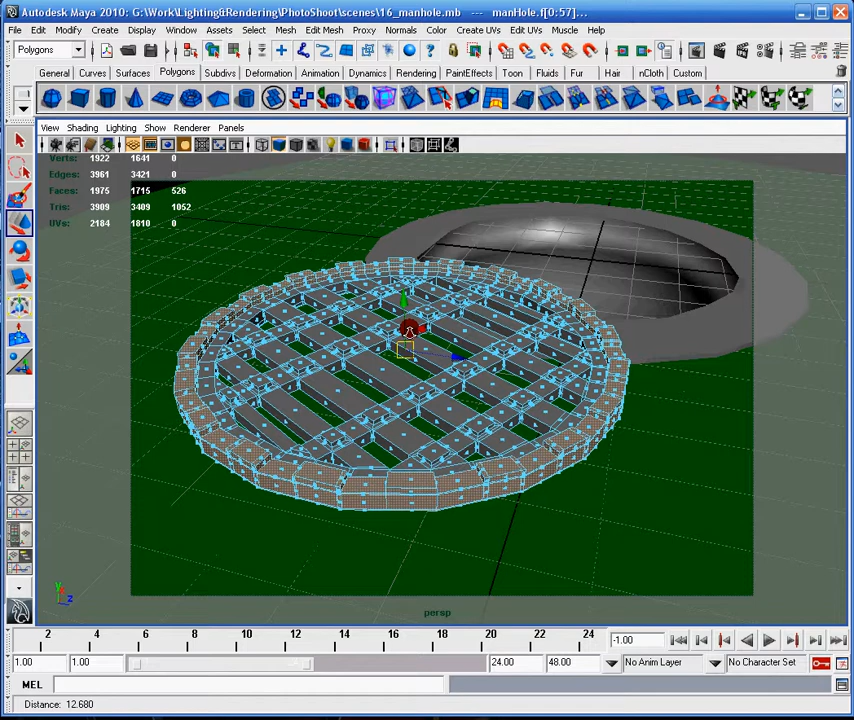 Autodesk Maya 2010: G:\Work\Lighting&Rendering\PhotoShoot\scenes\16_manhole.mb --- manHole.f[0:57]...
File Edit Modify Create Display Window Assets Select Mesh Edit Mesh Proxy Normals Color Create UVs Edit UVs Muscle Help
Polygons
General Curves Surfaces Polygons Subdivs Deformation Animation Dynamics Rendering PaintEffects Toon Fluids Fur Hair nCloth Custom
View Shading Lighting Show Renderer Panels
Verts: 1922 1641 0
Edges: 3961 3421 0
Faces: 1975 1715 526
Tris: 3909 3409 1052
UVs: 2184 1810 0
persp
2 4 6 8 10 12 14 16 18 20 22 24 -1.00
1.00 1.00 24.00 48.00 No Anim Layer No Character Set
MEL
Distance: 12.680